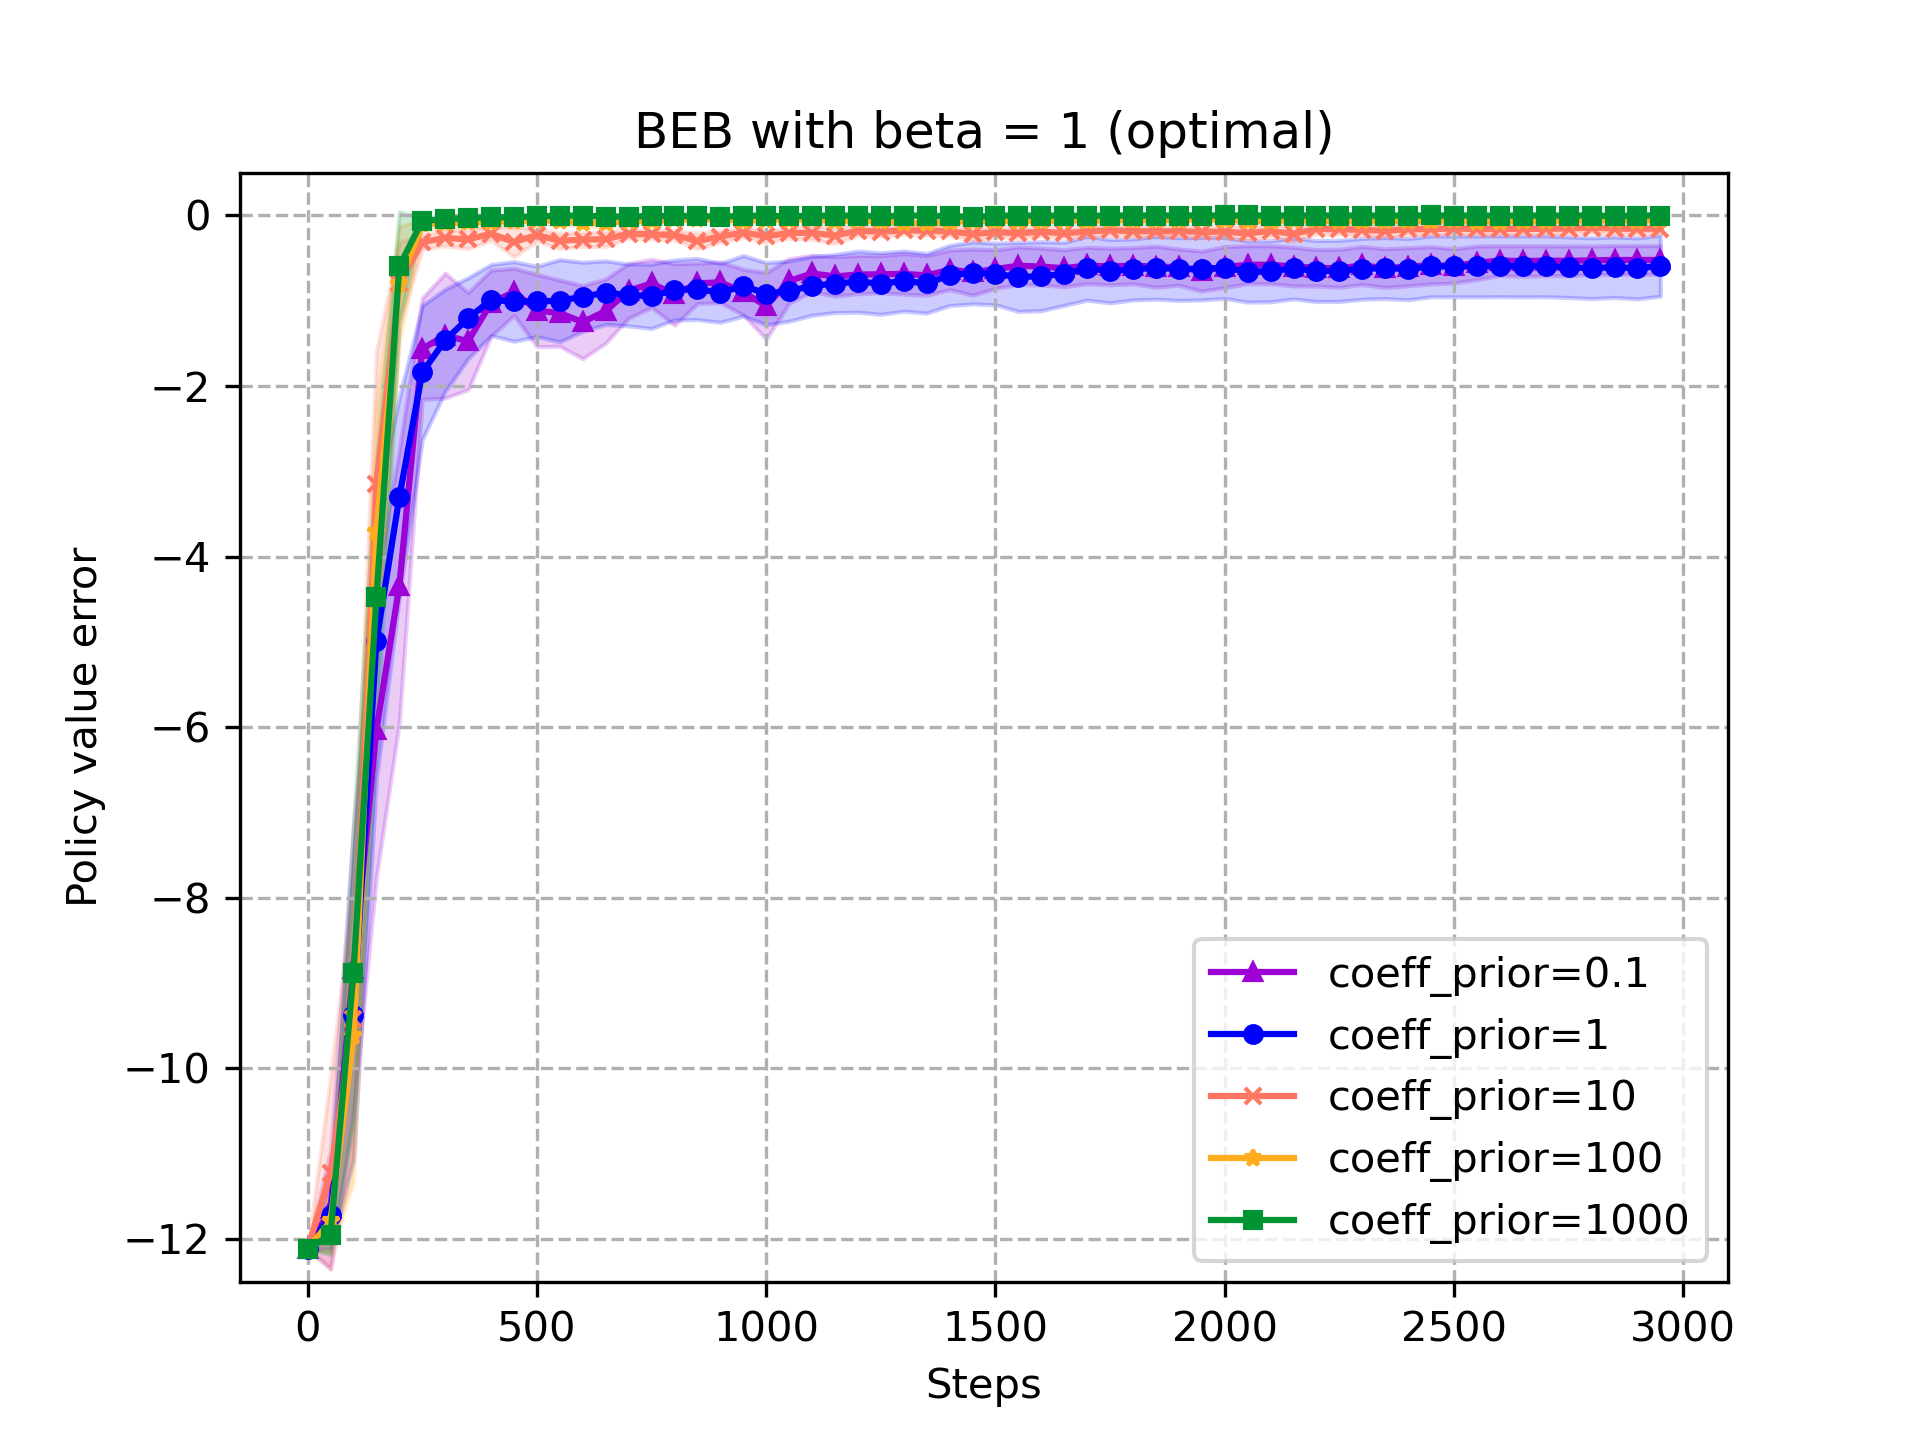 BEB with beta = 1 (optimal)
Policy value error
0
−2
−4
−6
−8
−10
−12
coeff_prior=0.1
coeff_prior=1
coeff_prior=10
coeff_prior=100
coeff_prior=1000
0 500 1000 1500 2000 2500 3000
Steps